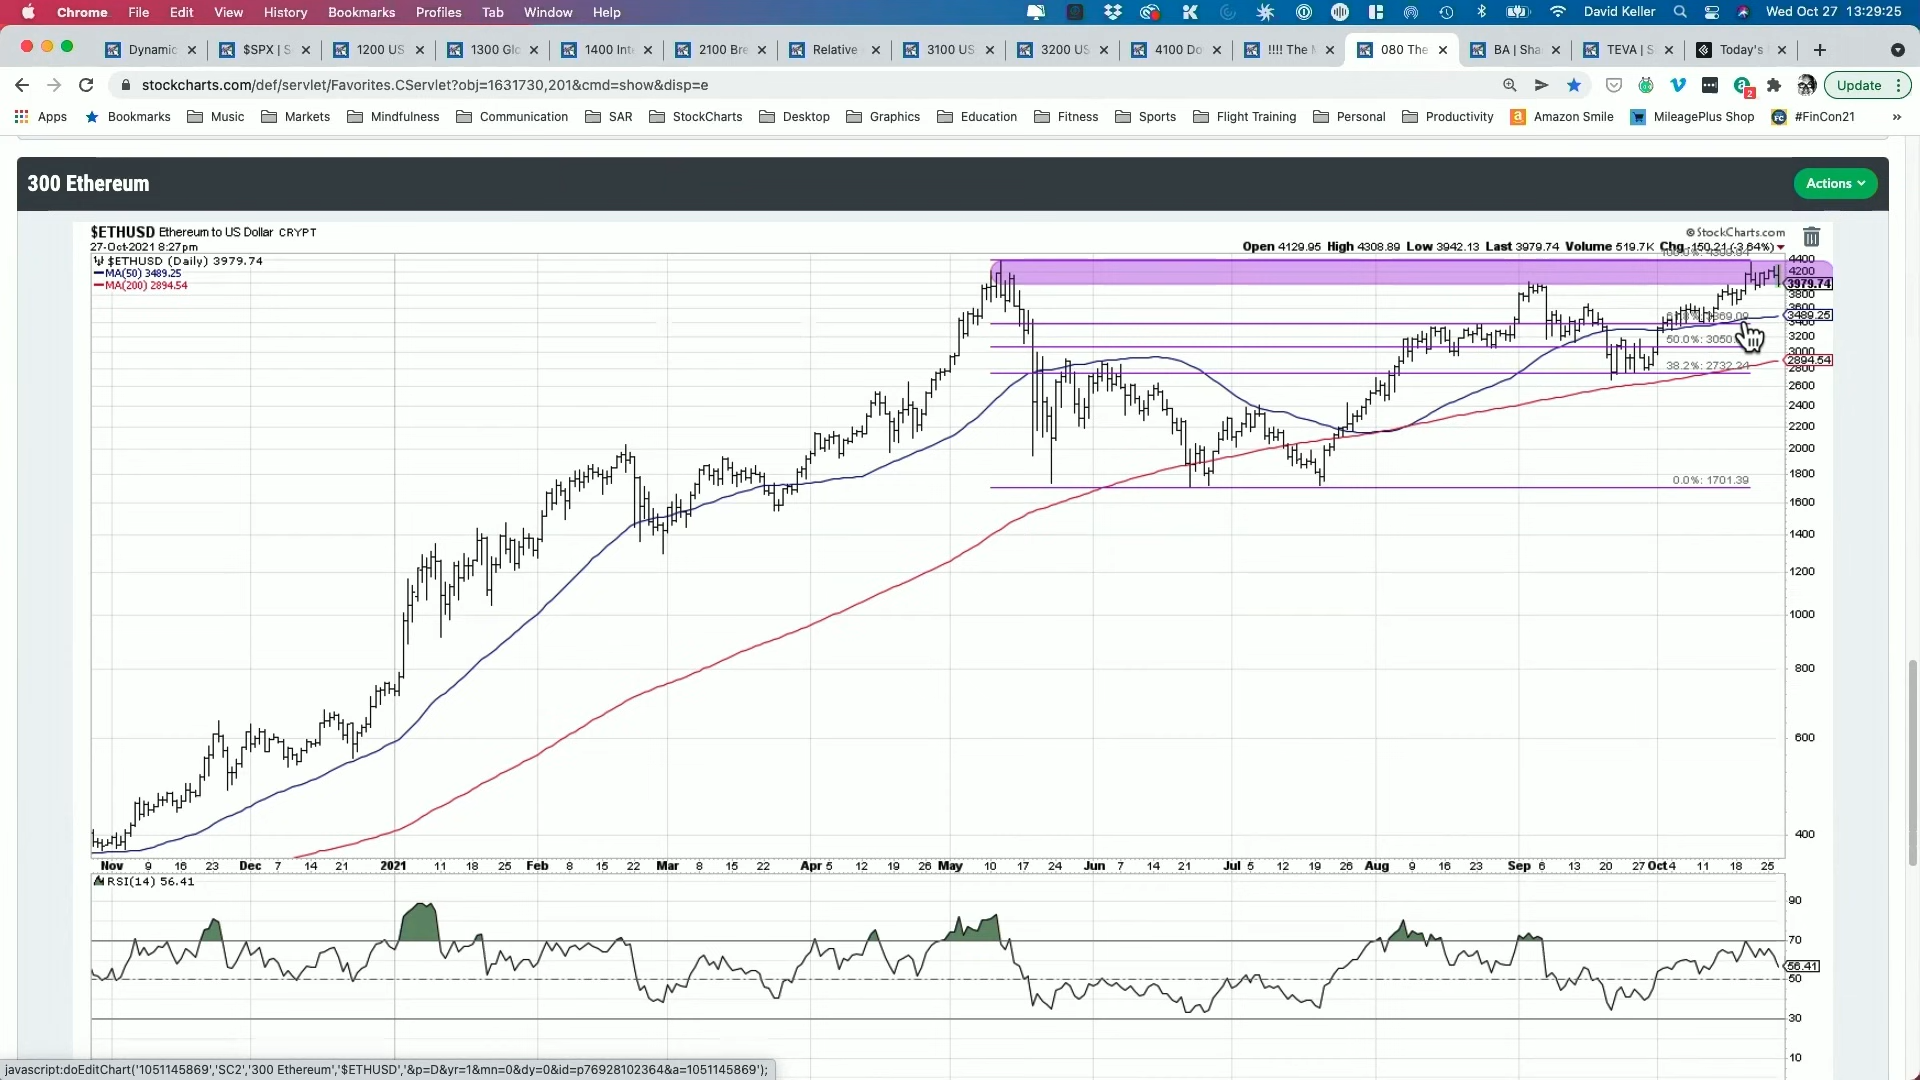 Chrome File Edit View History Bookmarks Profiles Tab Window Help David Keller Wed Oct 27 13:29:25
Dynamic $SPX | S 1200 US 1300 Glo 1400 Int 2100 Bre Relative 3100 US 3200 US 4100 Do !!!! The M 080 The BA | Sha TEVA | S Today's
stockcharts.com/def/servlet/Favorites.CServlet?obj=1631730,201&cmd=show&disp=e 2 Update
Apps Bookmarks Music Markets Mindfulness Communication SAR StockCharts Desktop Graphics Education Fitness Sports Flight Training Personal Productivity Amazon Smile MileagePlus Shop #FinCon21 »
300 Ethereum Actions
$ETHUSD Ethereum to US Dollar CRYPT © StockCharts.com
27-Oct-2021 8:27pm Open 4129.95 High 4308.89 Low 3942.13 Last 3979.74 Volume 519.7K Chg -150.21 (-3.64%)
$ETHUSD (Daily) 3979.74
MA(50) 3489.25
MA(200) 2894.54
4400
4200
3979.74
3800
3600
3489.25
3400
3200
50.0%: 3050.
3000
2894.54
38.2%: 2732.24
2800
2600
2400
2200
2000
0.0%: 1701.39
1800
1600
1400
1200
1000
800
600
400
Nov 9 16 23 Dec 7 14 21 2021 11 18 25 Feb 8 15 22 Mar 8 15 22 Apr 5 12 19 26 May 10 17 24 Jun 7 14 21 Jul 5 12 19 26 Aug 9 16 23 Sep 6 13 20 27 Oct 4 11 18 25
RSI(14) 56.41
90
70
56.41
50
30
10
javascript:doEditChart('1051145869','SC2','300 Ethereum','$ETHUSD','&p=D&yr=1&mn=0&dy=0&id=p76928102364&a=1051145869');